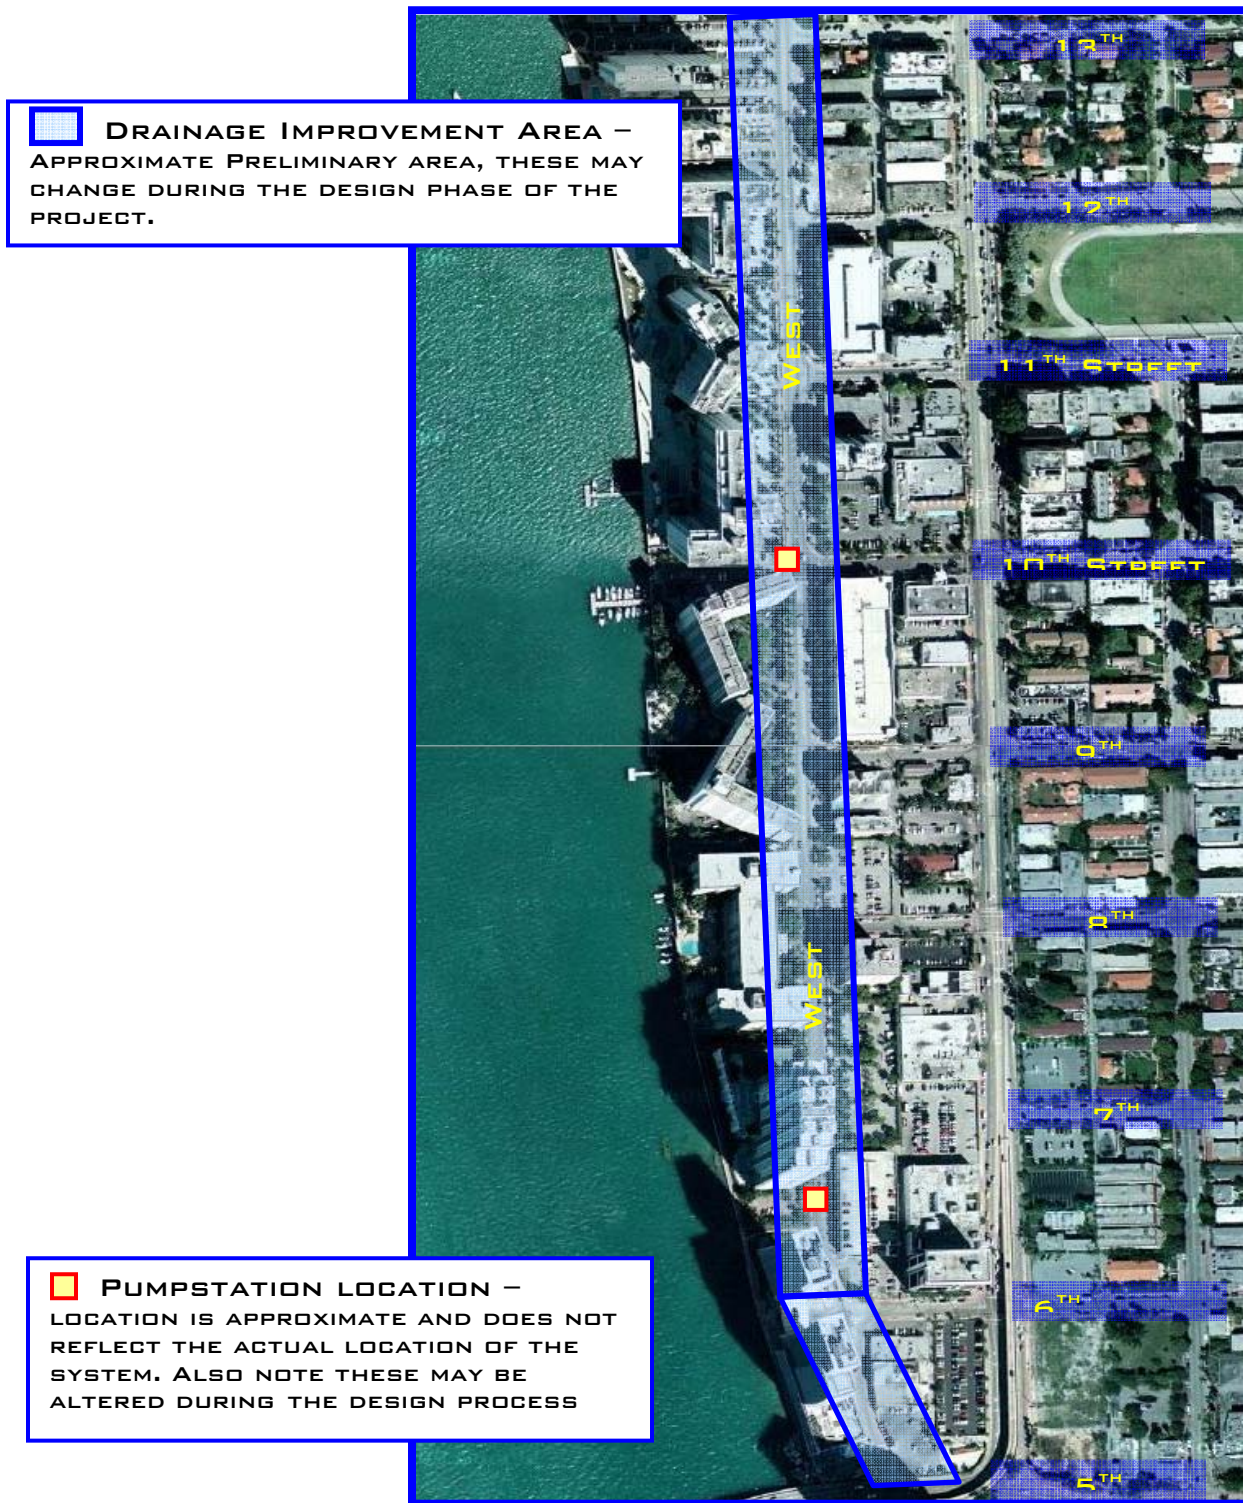 13TH
DRAINAGE IMPROVEMENT AREA –
APPROXIMATE PRELIMINARY AREA, THESE MAY
CHANGE DURING THE DESIGN PHASE OF THE
PROJECT.
12TH
WEST
11TH STREET
10TH STREET
9TH
8TH
WEST
7TH
PUMPSTATION LOCATION –
LOCATION IS APPROXIMATE AND DOES NOT
REFLECT THE ACTUAL LOCATION OF THE
SYSTEM. ALSO NOTE THESE MAY BE
ALTERED DURING THE DESIGN PROCESS
6TH
5TH